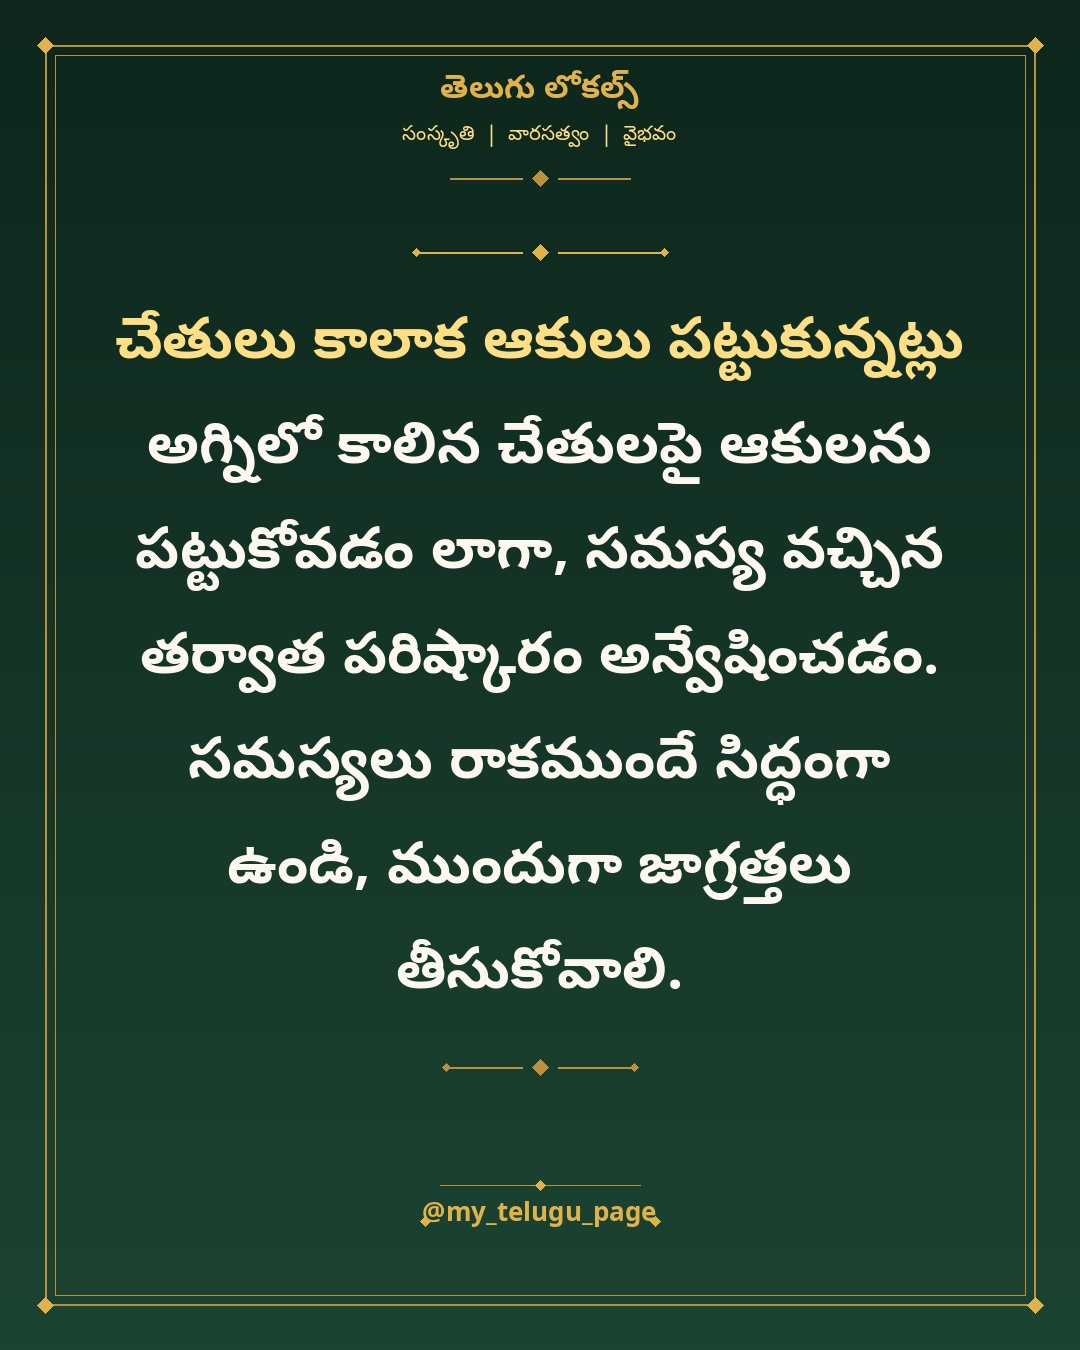 తెలుగు లోకల్స్
సంస్కృతి | వారసత్వం | వైభవం
చేతులు కాలాక ఆకులు పట్టుకున్నట్లు
అగ్నిలో కాలిన చేతులపై ఆకులను
పట్టుకోవడం లాగా, సమస్య వచ్చిన
తర్వాత పరిష్కారం అన్వేషించడం.
సమస్యలు రాకముందే సిద్ధంగా
ఉండి, ముందుగా జాగ్రత్తలు
తీసుకోవాలి.
@my_telugu_page